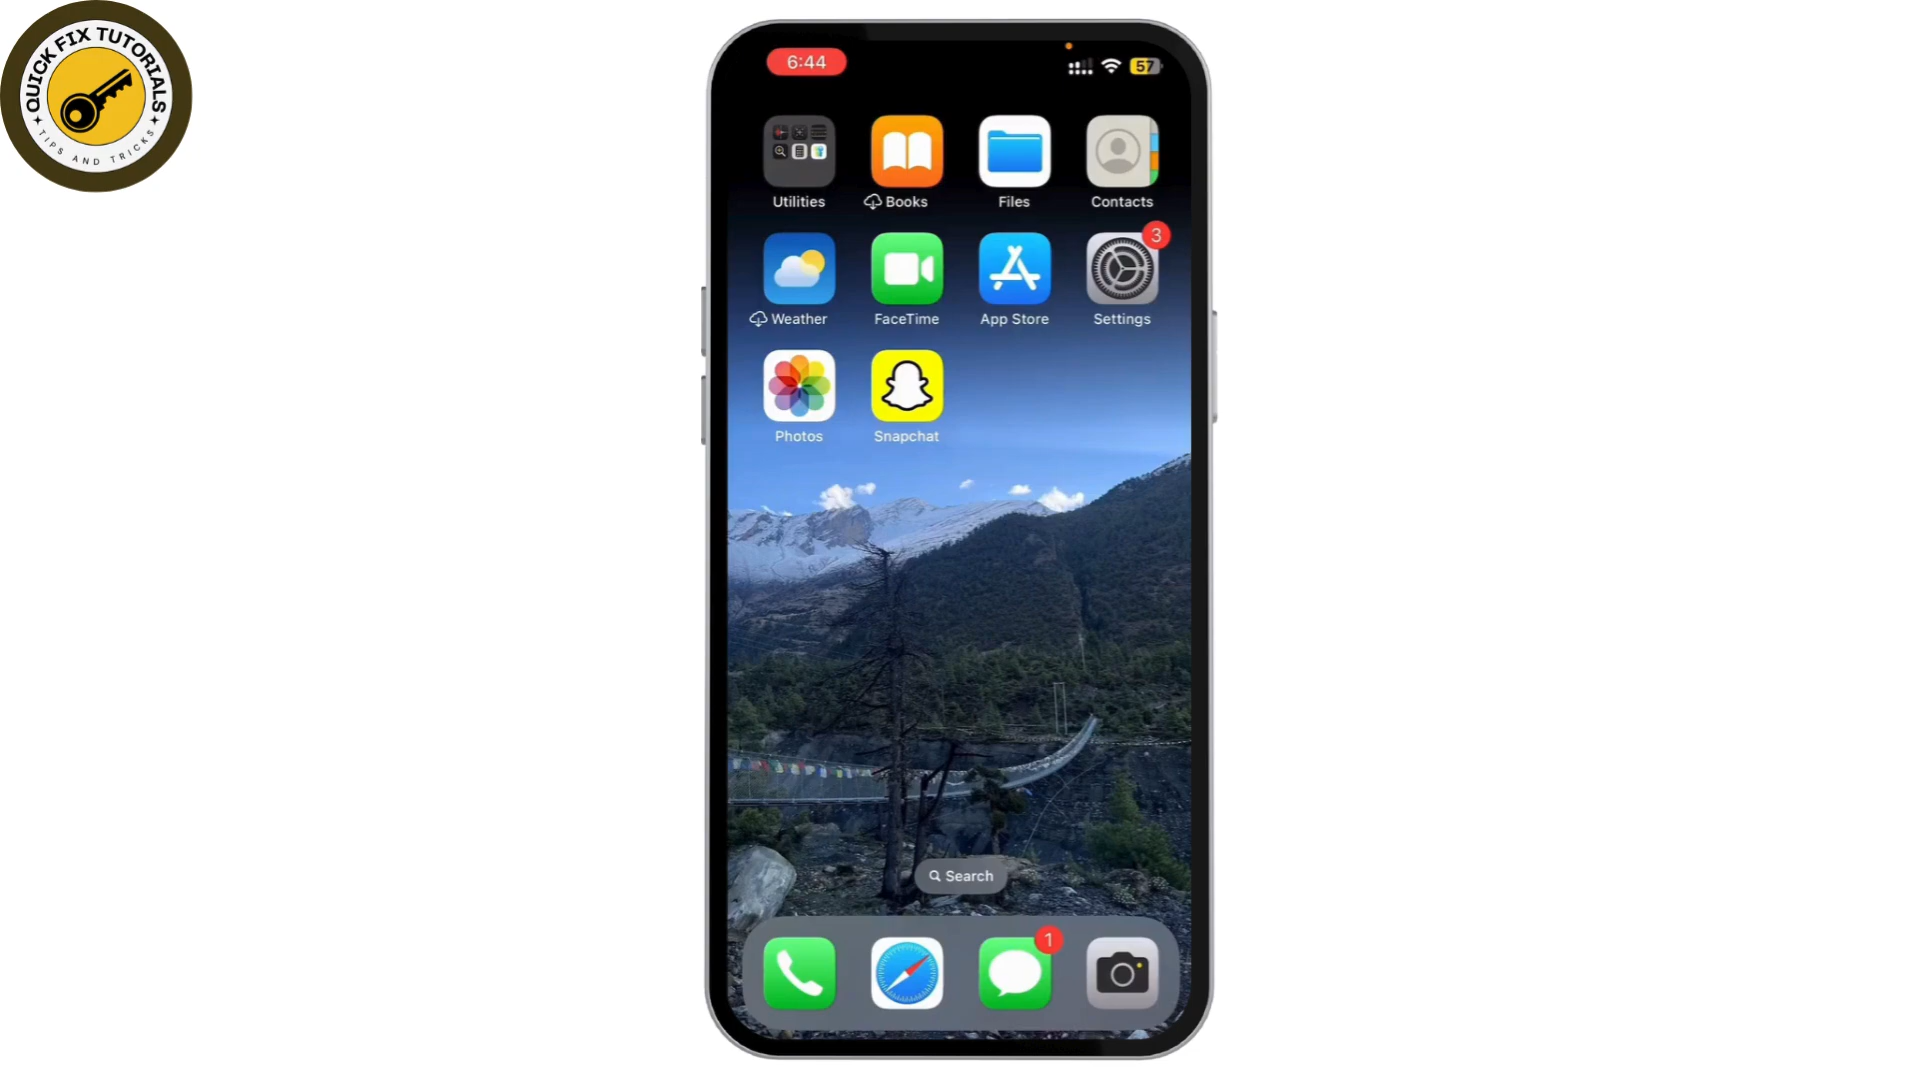 QUICK FIX TUTORIALS
TIPS AND TRICKS
6:44
57
Utilities
Books
Files
Contacts
3
Weather
FaceTime
App Store
Settings
Photos
Snapchat
Search
1